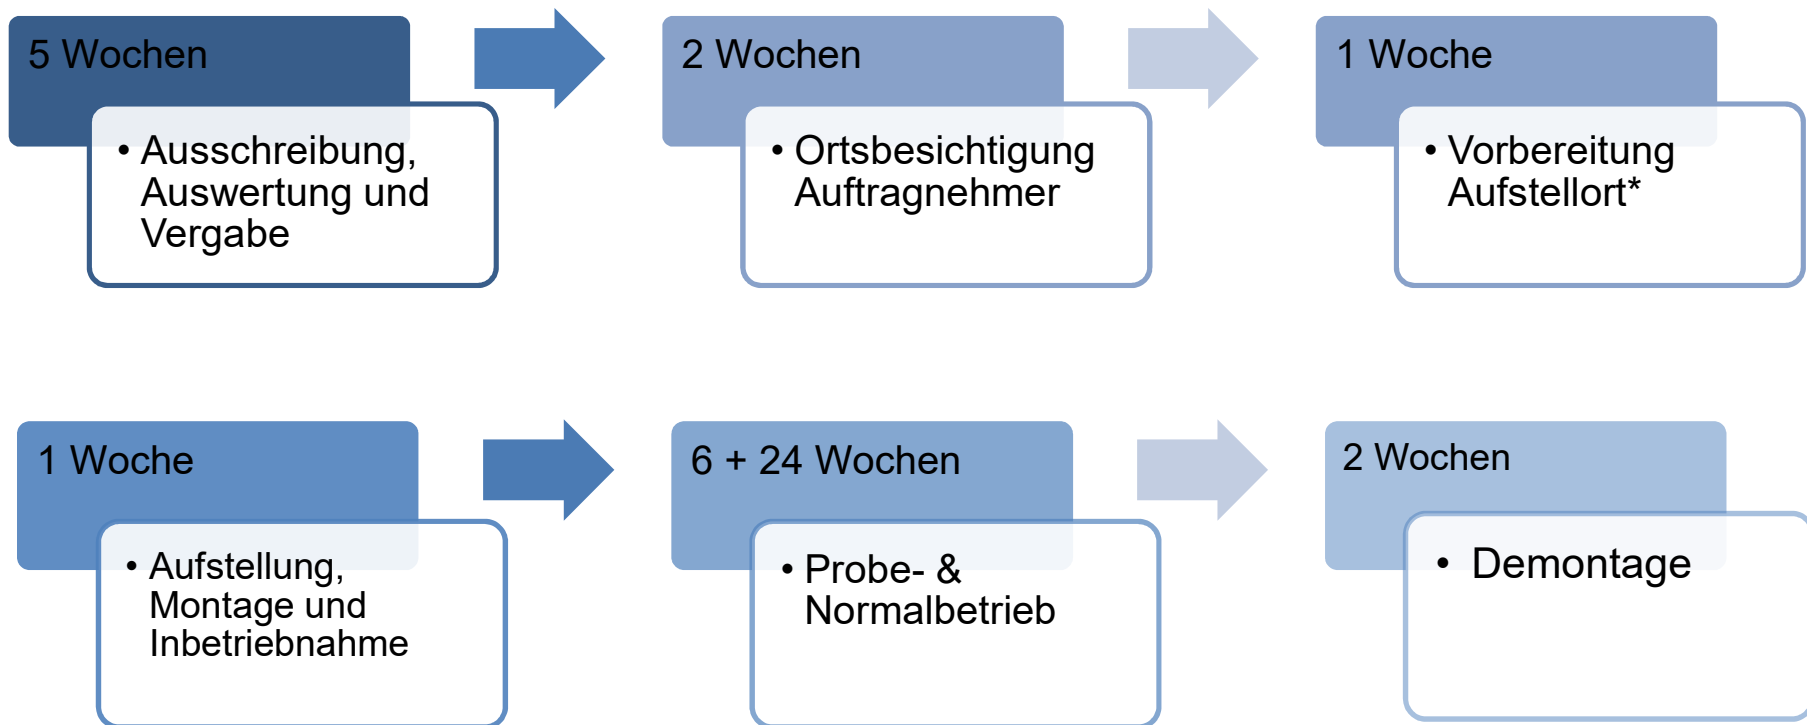 5 Wochen
• Ausschreibung,
Auswertung und
Vergabe
2 Wochen
• Ortsbesichtigung
Auftragnehmer
1 Woche
• Vorbereitung
Aufstellort*
1 Woche
• Aufstellung,
Montage und
Inbetriebnahme
6 + 24 Wochen
• Probe- &
Normalbetrieb
2 Wochen
• Demontage